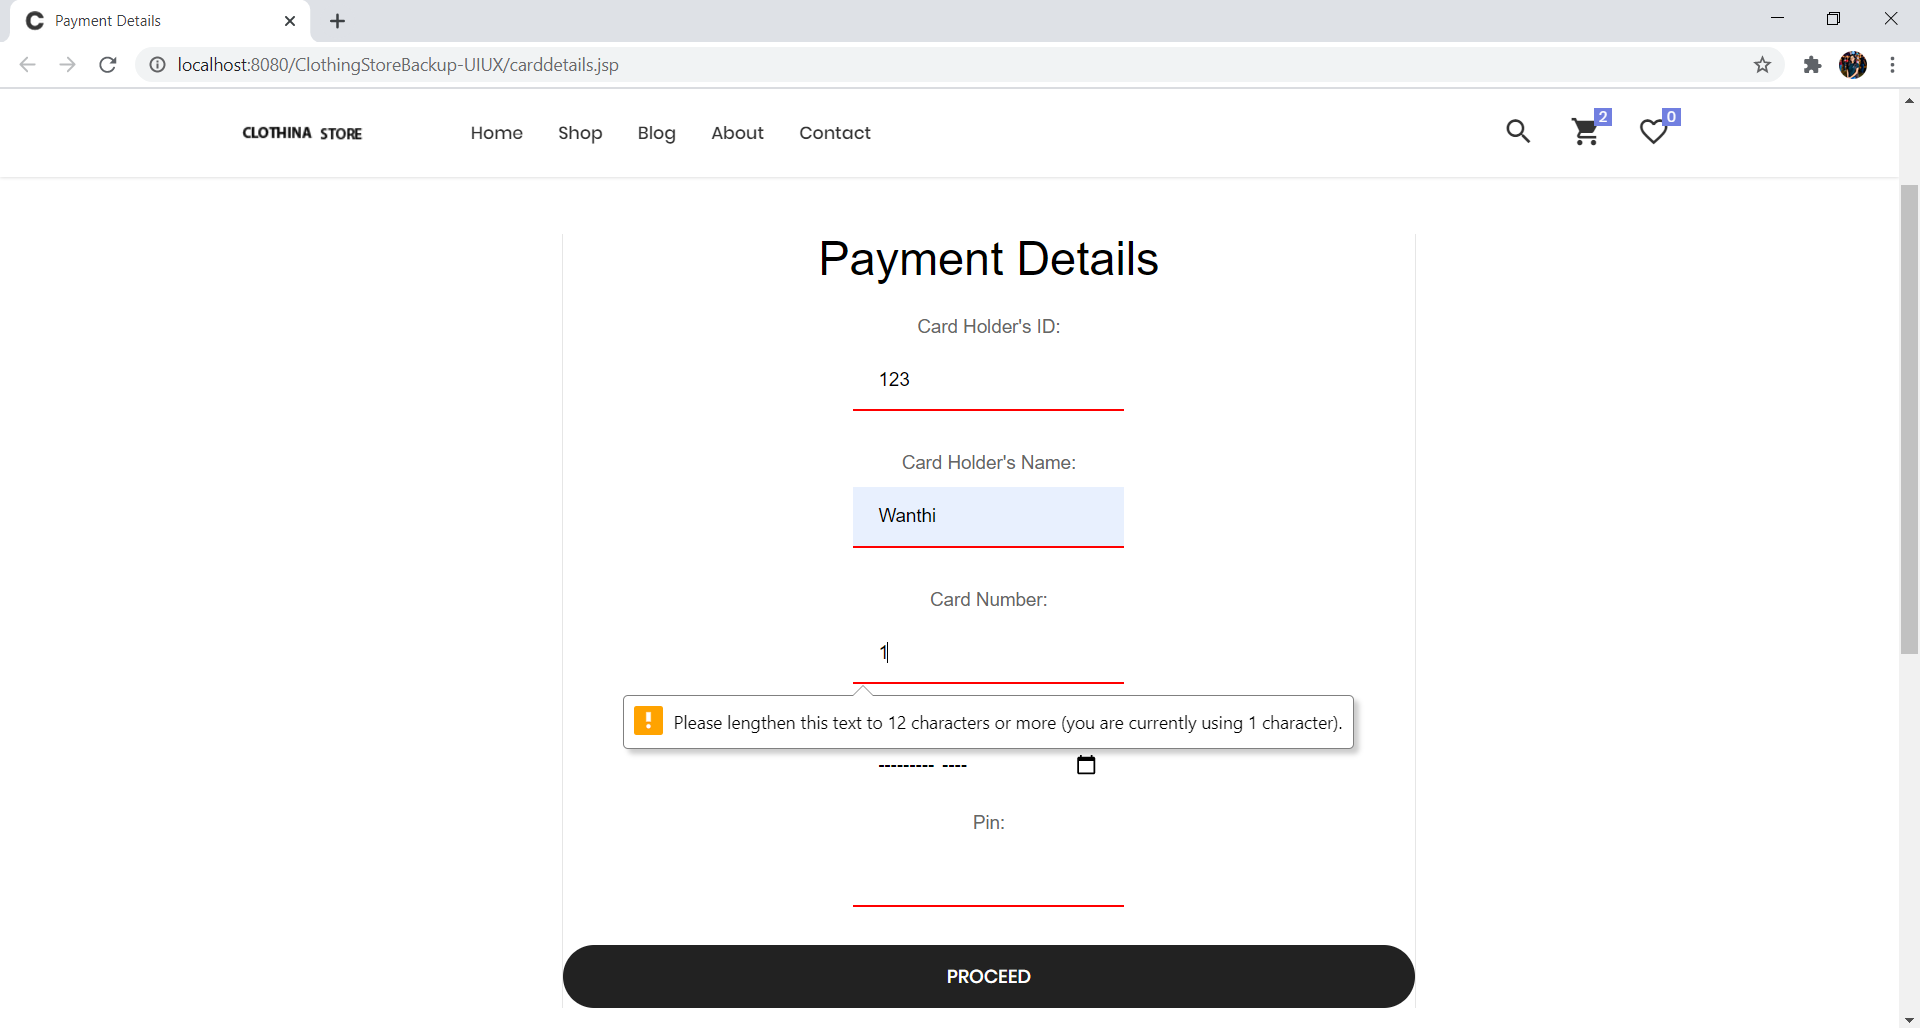 Payment Details
localhost:8080/ClothingStoreBackup-UIUX/carddetails.jsp
CLOTHINA STORE
Home Shop Blog About Contact
2 0
Payment Details
Card Holder's ID:
123
Card Holder's Name:
Wanthi
Card Number:
1
Please lengthen this text to 12 characters or more (you are currently using 1 character).
--------- ----
Pin:
PROCEED